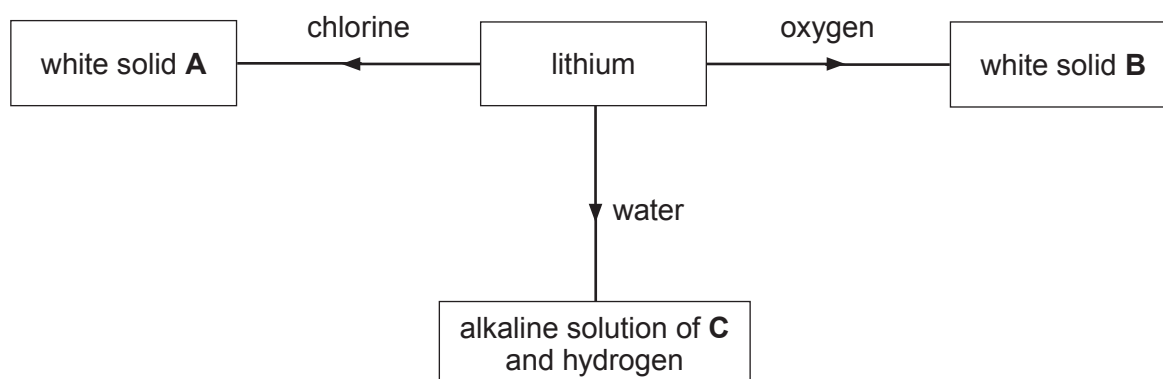 chlorine
oxygen
white solid A
lithium
white solid B
water
alkaline solution of C
and hydrogen